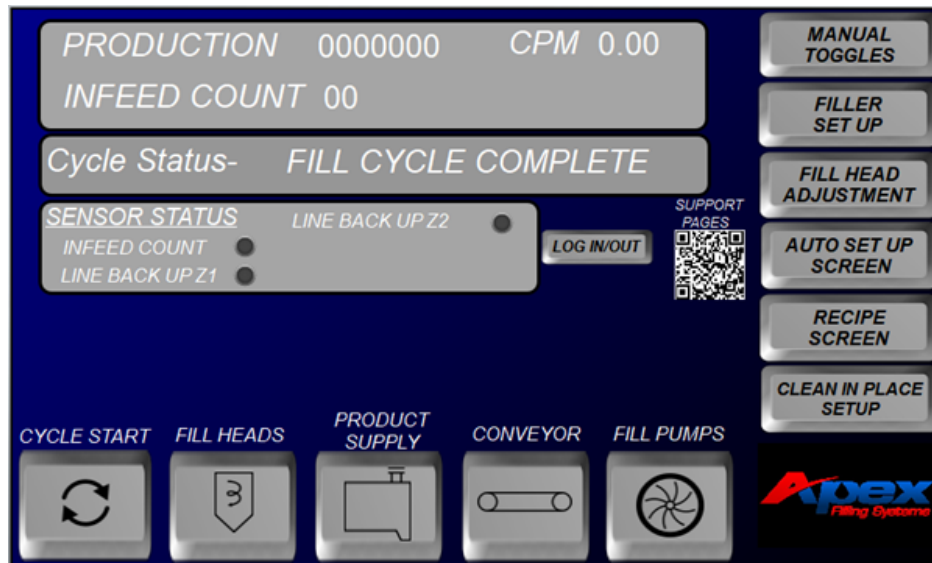 PRODUCTION 0000000 CPM 0.00
INFEED COUNT 00
Cycle Status- FILL CYCLE COMPLETE
SENSOR STATUS
LINE BACK UP Z2
INFEED COUNT
LINE BACK UP Z1
LOG IN/OUT
SUPPORT
PAGES
MANUAL
TOGGLES
FILLER
SET UP
FILL HEAD
ADJUSTMENT
AUTO SET UP
SCREEN
RECIPE
SCREEN
CLEAN IN PLACE
SETUP
CYCLE START
FILL HEADS
PRODUCT
SUPPLY
CONVEYOR
FILL PUMPS
Apex
Filling Systems